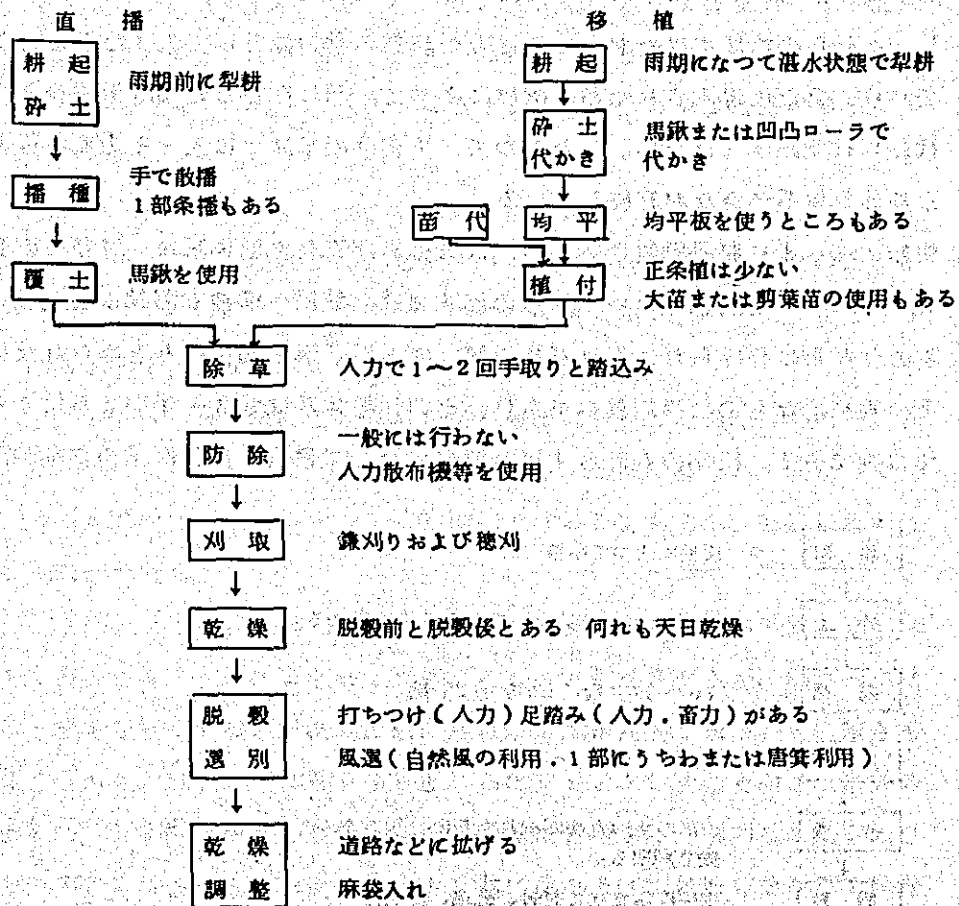 直播
移植
耕起
砕土
雨期前に犁耕
耕起
雨期になつて湛水状態で犁耕
砕土
代かき
馬鍬または凹凸ローラで
代かき
播種
手で散播
1部条播もある
苗代
均平
均平板を使うところもある
覆土
馬鍬を使用
植付
正条植は少ない
大苗または剪葉苗の使用もある
除草
人力で1〜2回手取りと踏込み
防除
一般には行わない
人力散布機等を使用
刈取
鎌刈りおよび穂刈
乾燥
脱穀前と脱穀後とある 何れも天日乾燥
脱穀
選別
打ちつけ(人力)足踏み(人力.畜力)がある
風選(自然風の利用.1部にうちわまたは唐箕利用)
乾燥
調整
道路などに拡げる
麻袋入れ